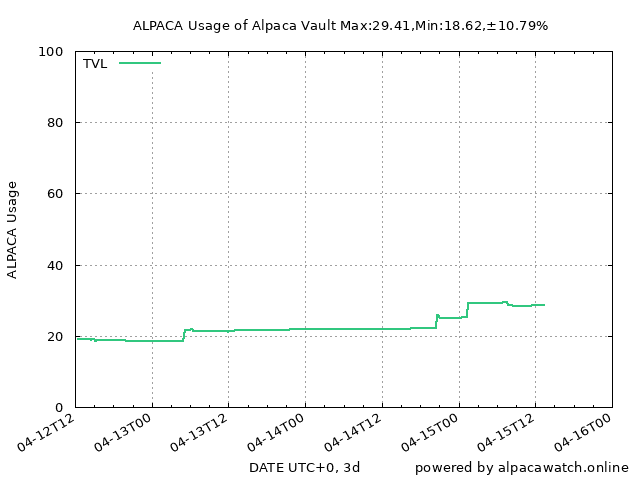 ALPACA Usage of Alpaca Vault Max:29.41,Min:18.62,±10.79%
100
TVL
80
60
ALPACA Usage
40
20
0
04-12T12 04-13T00 04-13T12 04-14T00 04-14T12 04-15T00 04-15T12 04-16T00
DATE UTC+0, 3d powered by alpacawatch.online